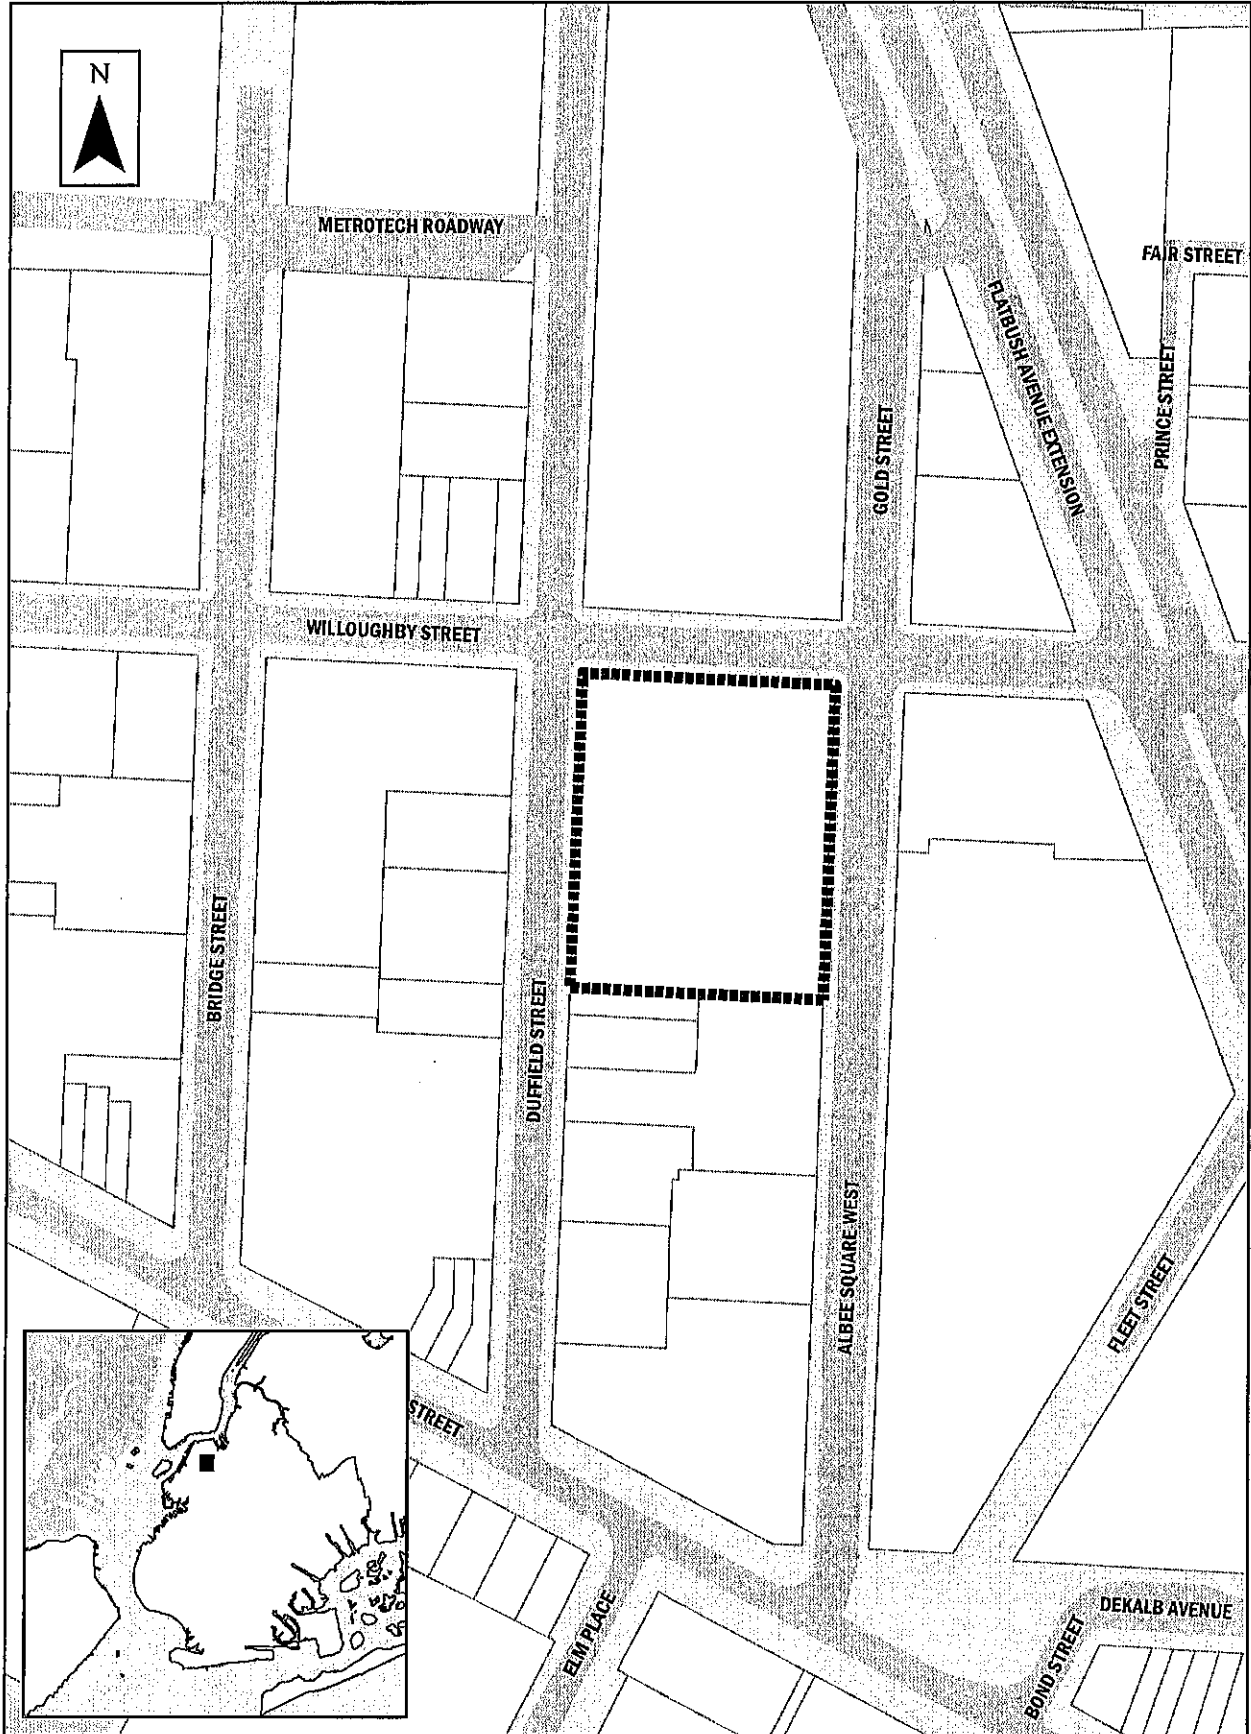 N
METROTECH ROADWAY
FAIR STREET
FLATBUSH AVENUE EXTENSION
PRINCE STREET
GOLD STREET
WILLOUGHBY STREET
BRIDGE STREET
DUFFIELD STREET
ALBEE SQUARE WEST
FLEET STREET
STREET
DEKALB AVENUE
ELM PLACE
BOND STREET